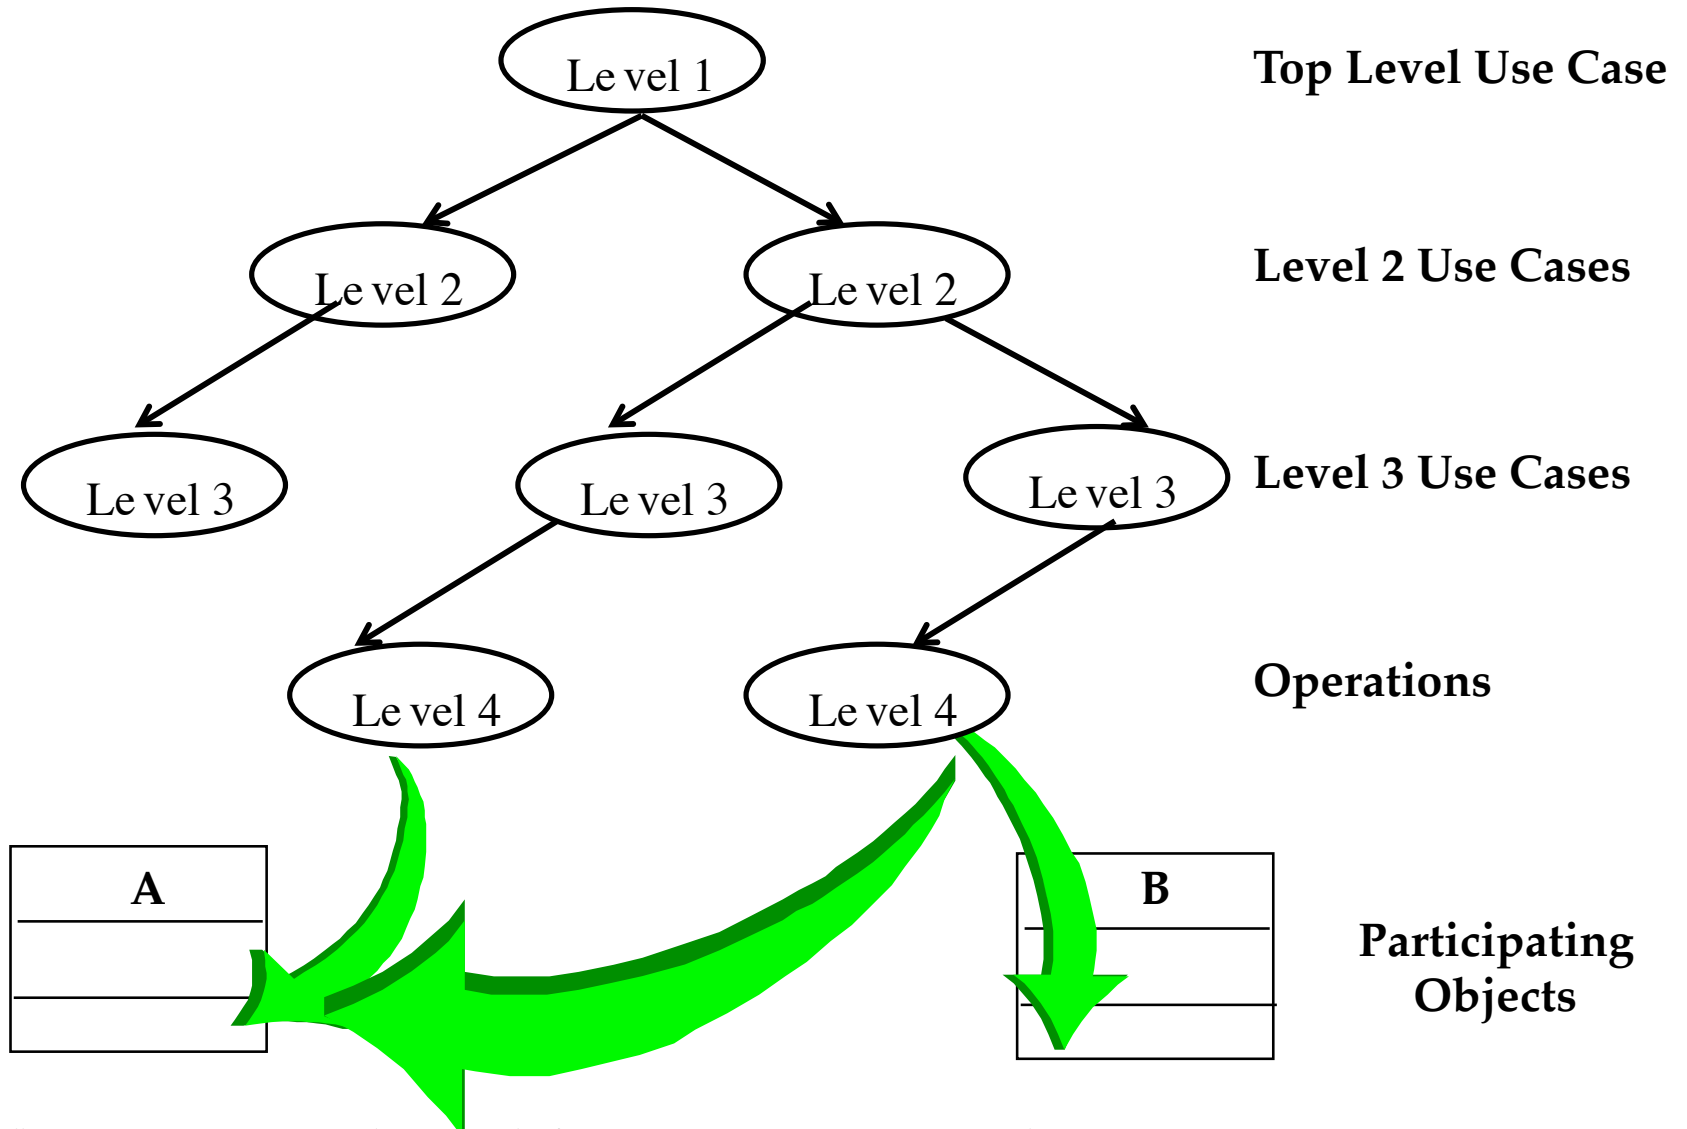 Le vel 1
Top Level Use Case
Le vel 2
Le vel 2
Level 2 Use Cases
Le vel 3
Le vel 3
Le vel 3
Level 3 Use Cases
Le vel 4
Le vel 4
Operations
A
B
Participating
Objects